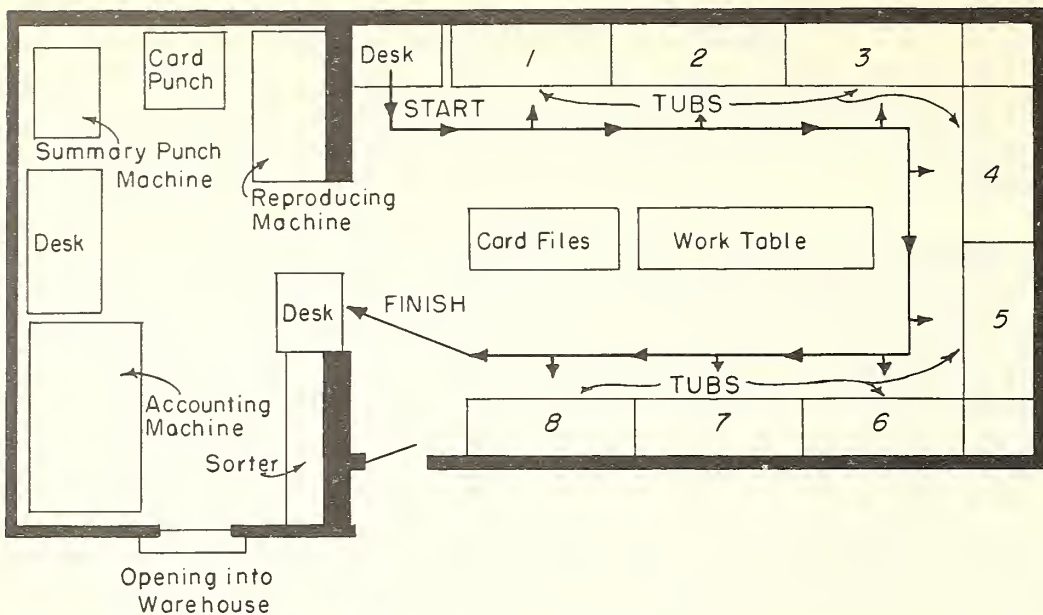 Card
Punch
Summary Punch
Machine
Reproducing
Machine
Desk
Accounting
Machine
Desk
Sorter
Opening into
Warehouse
Desk
START
1
2
3
TUBS
4
Card Files
Work Table
5
FINISH
TUBS
8
7
6